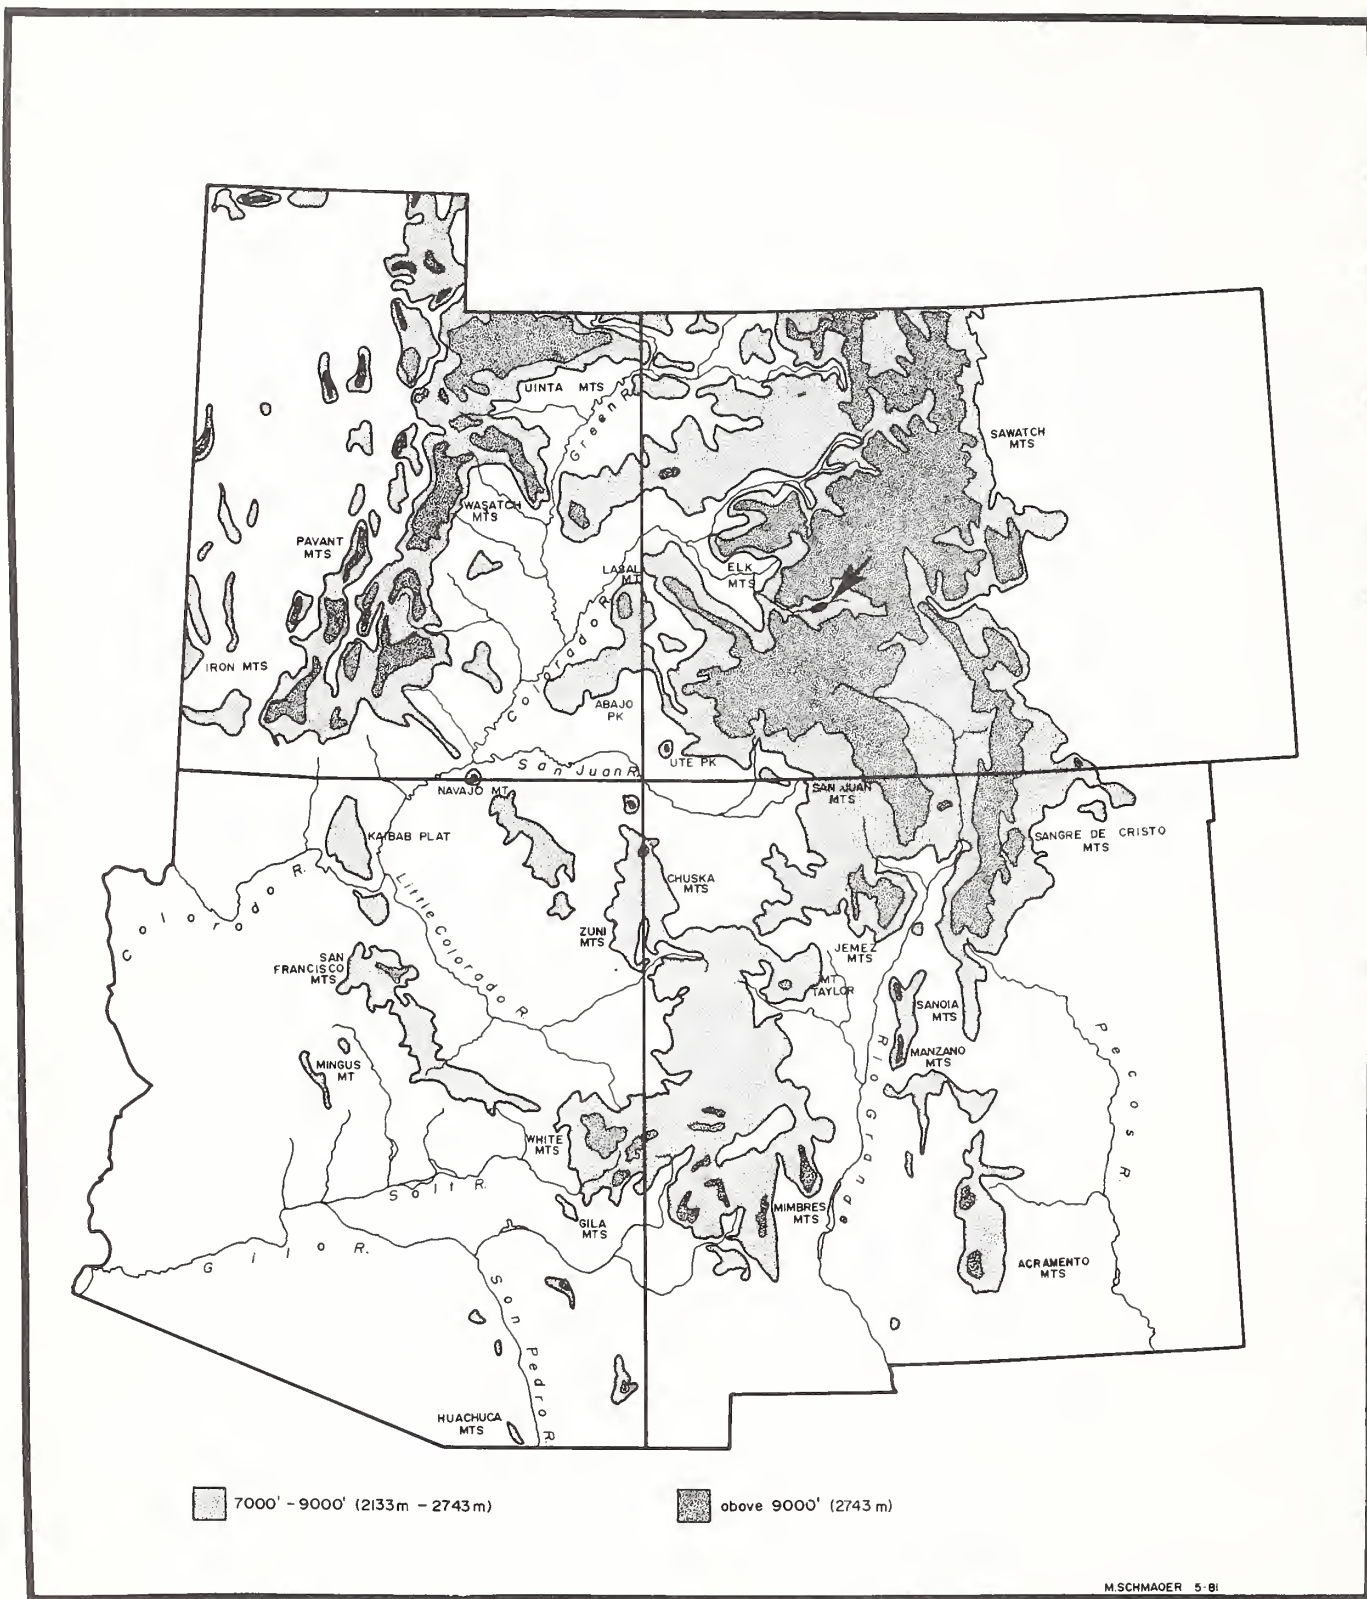 UINTA MTS
Green R.
SAWATCH
MTS
WASATCH
MTS
PAVANT
MTS
LASAL
MT
ELK
MTS
IRON MTS
Colorado R.
ABAJO
PK
UTE PK
San Juan R.
NAVAJO MT
SAN JUAN
MTS
KAIBAB PLAT
SANGRE DE CRISTO
MTS
Colorado R.
CHUSKA
MTS
Little Colorado R.
ZUNI
MTS
JEMEZ
MTS
SAN
FRANCISCO
MTS
MT
TAYLOR
SANOIA
MTS
Pecos R.
MINGUS
MT
MANZANO
MTS
Rio Grande
WHITE
MTS
Salt R.
MIMBRES
MTS
GILA
MTS
Gila R.
ACRAMENTO
MTS
San Pedro R.
HUACHUCA
MTS
7000' - 9000' (2133m - 2743m)
obove 9000' (2743 m)
M.SCHMAOER 5-81